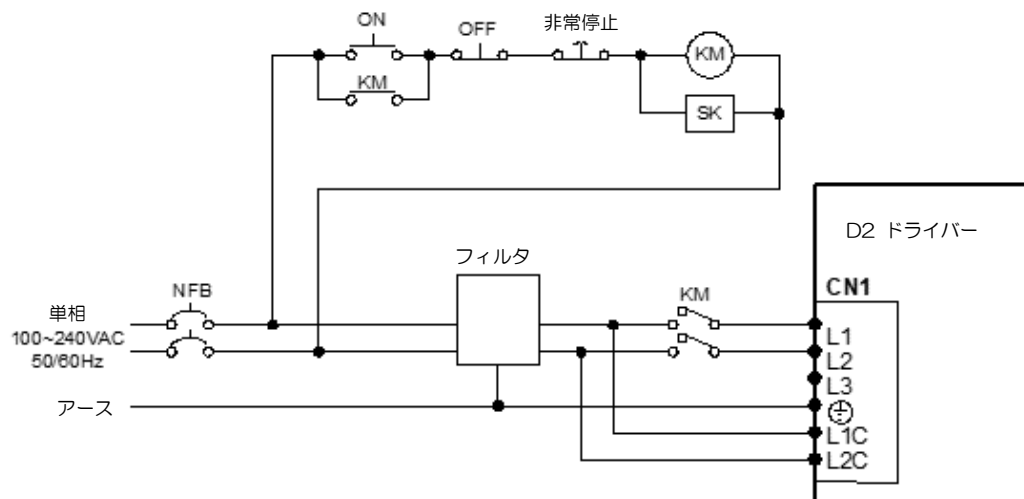 ON
OFF
非常停止
KM
KM
SK
D2 ドライバー
フィルタ
CN1
NFB
KM
単相
100~240VAC
50/60Hz
アース
L1
L2
L3
L1C
L2C